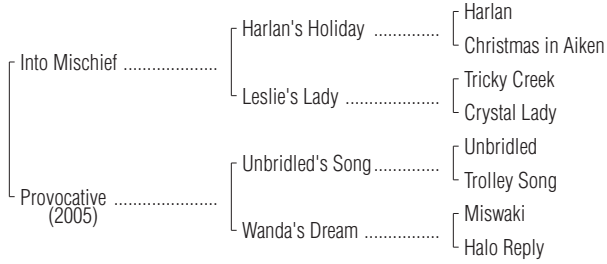 Harlan
Harlan's Holiday ..............
Christmas in Aiken
Into Mischief ....................
Tricky Creek
Leslie's Lady ....................
Crystal Lady
Unbridled
Unbridled's Song..............
Trolley Song
Provocative ......................
(2005)
Miswaki
Wanda's Dream ................
Halo Reply